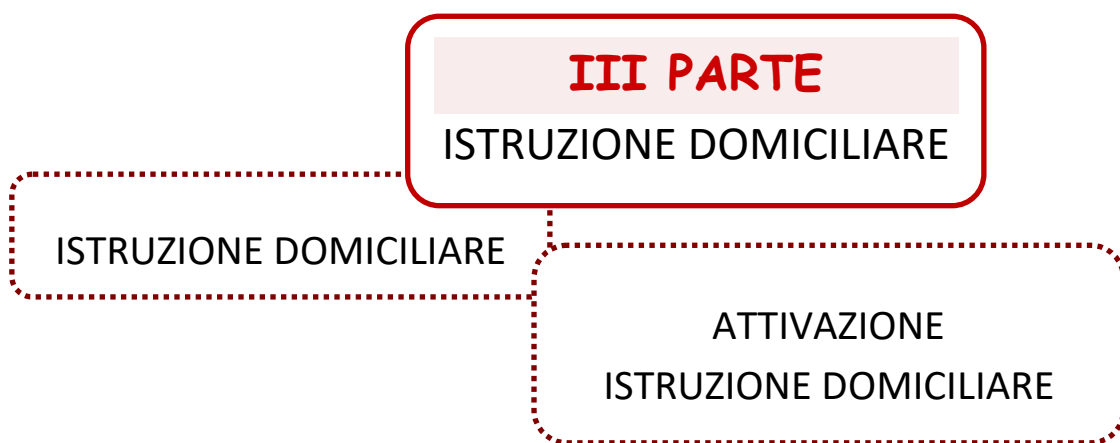 III PARTE
ISTRUZIONE DOMICILIARE
ISTRUZIONE DOMICILIARE
ATTIVAZIONE
ISTRUZIONE DOMICILIARE